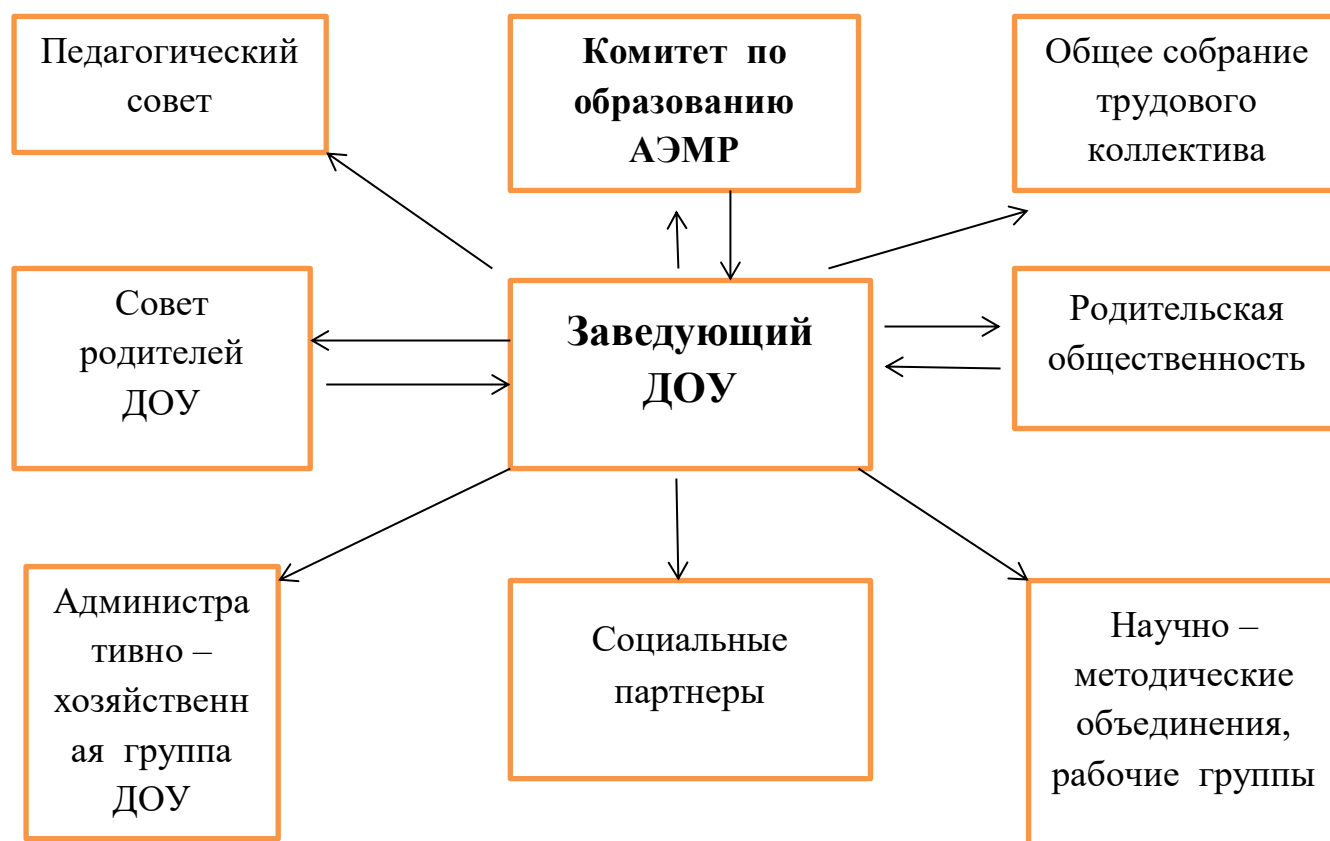 Педагогический
совет
Комитет по
образованию
АЭМР
Общее собрание
трудового
коллектива
Совет
родителей
ДОУ
Заведующий
ДОУ
Родительская
общественность
Администра
тивно –
хозяйственн
ая группа
ДОУ
Социальные
партнеры
Научно –
методические
объединения,
рабочие группы